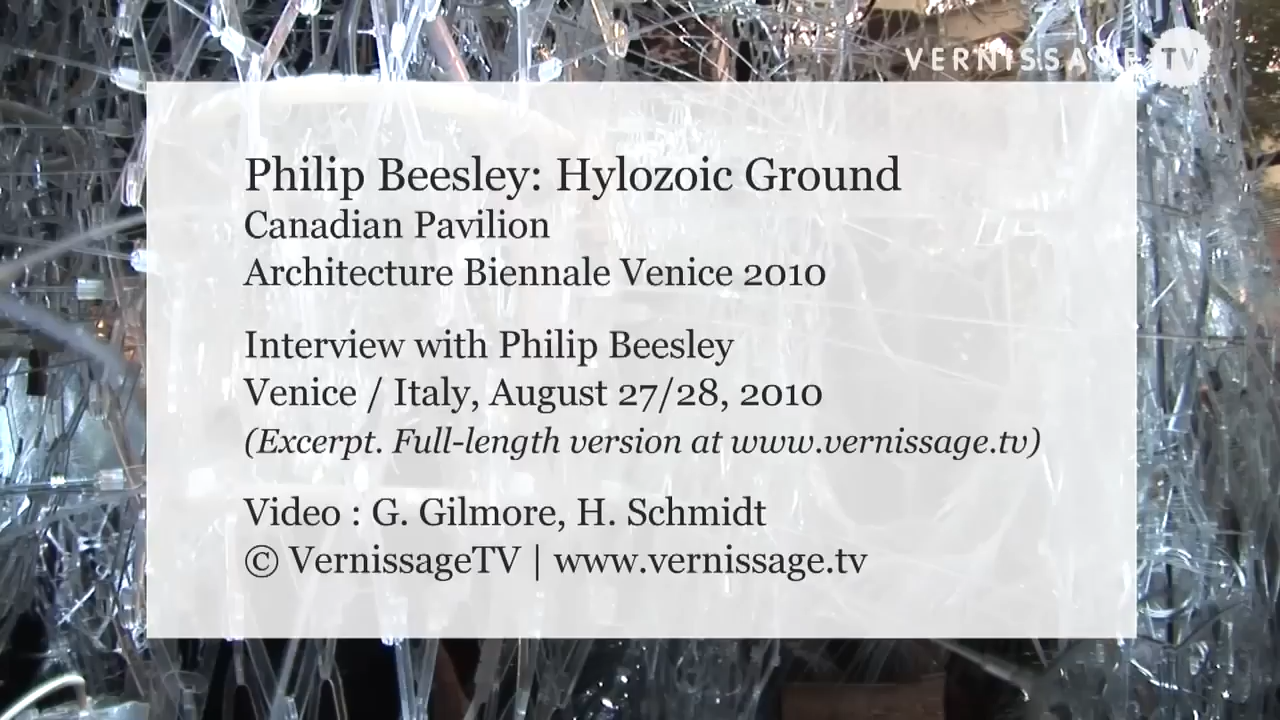 VERNISSAGE TV
Philip Beesley: Hylozoic Ground
Canadian Pavilion
Architecture Biennale Venice 2010
Interview with Philip Beesley
Venice / Italy, August 27/28, 2010
(Excerpt. Full-length version at www.vernissage.tv)
Video : G. Gilmore, H. Schmidt
© VernissageTV | www.vernissage.tv